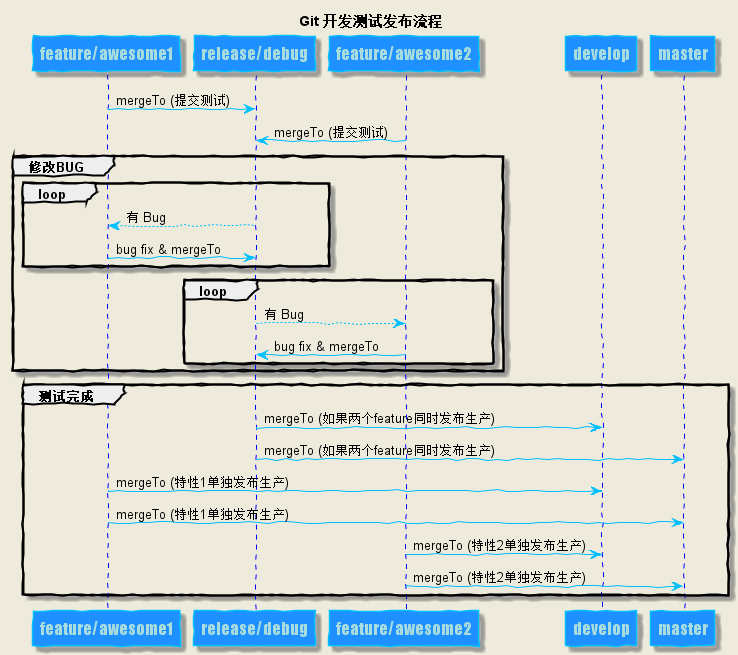 Git 开发测试发布流程
feature/awesome1 release/debug feature/awesome2 develop master
mergeTo (提交测试)
mergeTo (提交测试)
修改BUG
loop
有 Bug
bug fix & mergeTo
loop
有 Bug
bug fix & mergeTo
测试完成
mergeTo (如果两个feature同时发布生产)
mergeTo (如果两个feature同时发布生产)
mergeTo (特性1单独发布生产)
mergeTo (特性1单独发布生产)
mergeTo (特性2单独发布生产)
mergeTo (特性2单独发布生产)
feature/awesome1 release/debug feature/awesome2 develop master